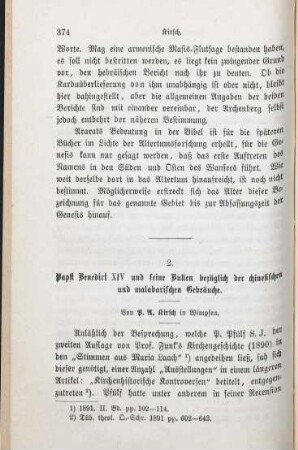 374 Kirsch,
Worte. Mag eine armenische Masis-Flutsage bestanden haben,
es soll nicht bestritten werden, es liegt kein zwingender Grund
vor, den hebräischen Bericht nach ihr zu deuten. Ob die
Kardaüberlieferung von ihm unabhängig ist oder nicht, bleibt
hier dahingestellt, aber die allgemeinen Angaben der beiden
Berichte sind mit einander vereinbar, der Archenberg selbst
jedoch entbehrt der näheren Bestimmung.
Ararats Bedeutung in der Bibel ist für die späteren
Bücher im Lichte der Altertumsforschung erhellt, für die Ge-
nesis kann nur gesagt werden, daß das erste Auftreten des
Namens in den Süden und Osten des Wansees führt. Wie
weit derselbe dort in das Altertum hinaufreicht, ist noch nicht
bestimmt. Möglicherweise erstreckt sich das Alter dieser Be-
zeichnung für das genannte Gebiet bis zur Abfassungszeit der
Genesis hinauf.
2.
Papst Benedict XIV und seine Bullen bezüglich der chinesischen
und malabarischen Gebräuche.
Von P. A. Kirsch in Wimpfen.
Anläßlich der Besprechung, welche P. Pfülf S. J. der
zweiten Auflage von Prof. Funk's Kirchengeschichte (1890) in
den „Stimmen aus Maria Laach“ ¹) angedeihen ließ, sah sich
dieser genötigt, einer Anzahl „Ausstellungen“ in einem längeren
Artikel: „Kirchenhistorische Kontroversen“ betitelt, entgegen-
zutreten ²). Pfülf hatte unter anderem in seiner Recension
1) 1891. II. Bd. pp. 102—114.
2) Tüb. theol. Q.-Schr. 1891 pp. 602—643.